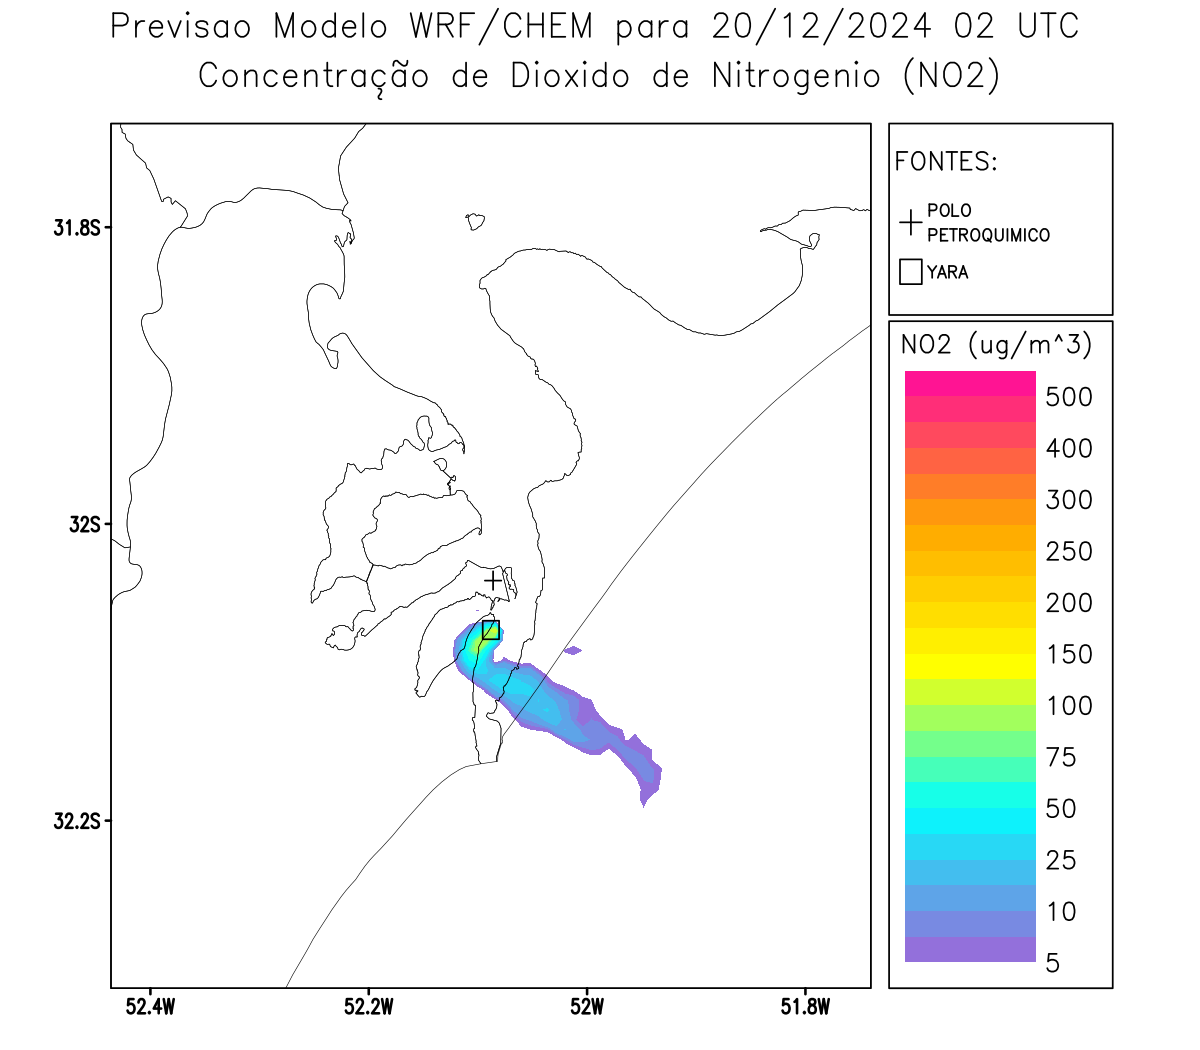 Previsao Modelo WRF/CHEM para 20/12/2024 02 UTC
Concentração de Dioxido de Nitrogenio (NO2)
FONTES:
POLO
PETROQUIMICO
YARA
NO2 (ug/m^3)
500
400
300
250
200
150
100
75
50
25
10
5
31.8S
32S
32.2S
52.4W
52.2W
52W
51.8W